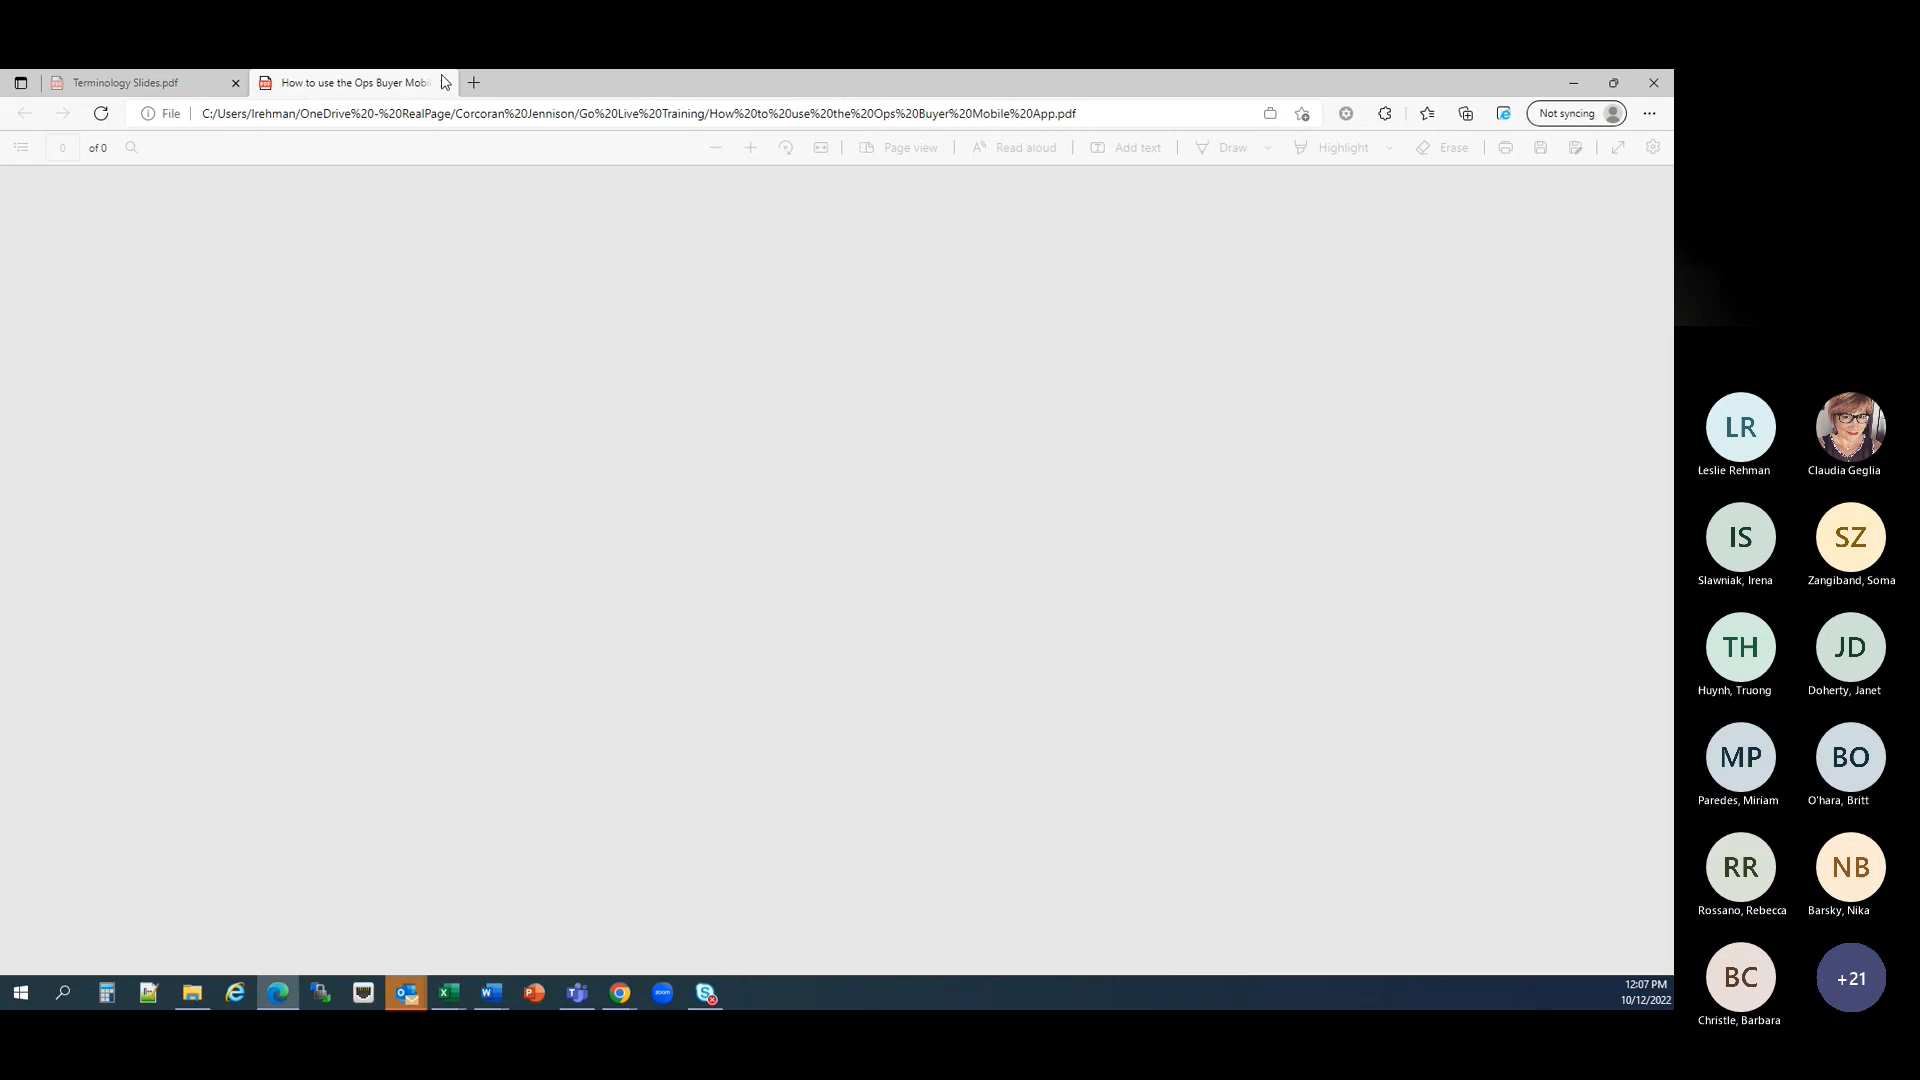 Terminology Slides.pdf
How to use the Ops Buyer Mobi
File
C:/Users/lrehman/OneDrive%20-%20RealPage/Corcoran%20Jennison/Go%20Live%20Training/How%20to%20use%20the%20Ops%20Buyer%20Mobile%20App.pdf
Not syncing
0 of 0
Page view
Read aloud
Add text
Draw
Highlight
Erase
LR
Leslie Rehman
Claudia Geglia
IS
Slawniak, Irena
SZ
Zangiband, Soma
TH
Huynh, Truong
JD
Doherty, Janet
MP
Paredes, Miriam
BO
O'hara, Britt
RR
Rossano, Rebecca
NB
Barsky, Nika
BC
Christle, Barbara
+21
zoom
12:07 PM
10/12/2022